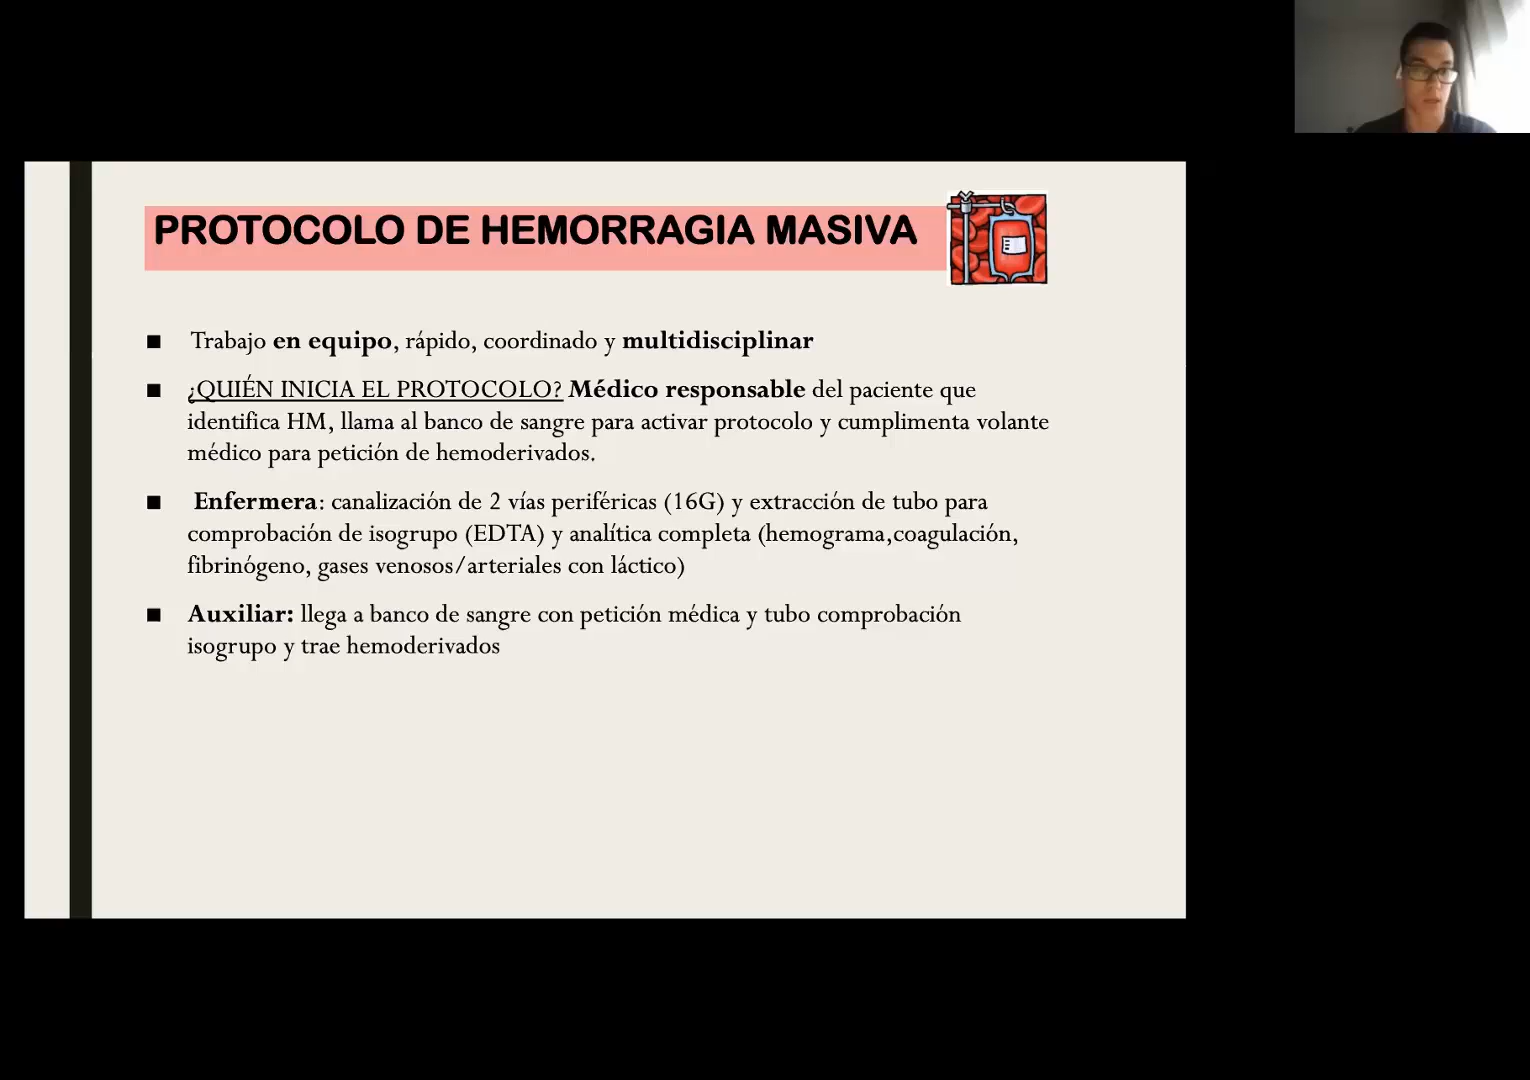 PROTOCOLO DE HEMORRAGIA MASIVA
■ Trabajo en equipo, rápido, coordinado y multidisciplinar
■ ¿QUIÉN INICIA EL PROTOCOLO? Médico responsable del paciente que
identifica HM, llama al banco de sangre para activar protocolo y cumplimenta volante
médico para petición de hemoderivados.
■ Enfermera: canalización de 2 vías periféricas (16G) y extracción de tubo para
comprobación de isogrupo (EDTA) y analítica completa (hemograma,coagulación,
fibrinógeno, gases venosos/arteriales con láctico)
■ Auxiliar: llega a banco de sangre con petición médica y tubo comprobación
isogrupo y trae hemoderivados